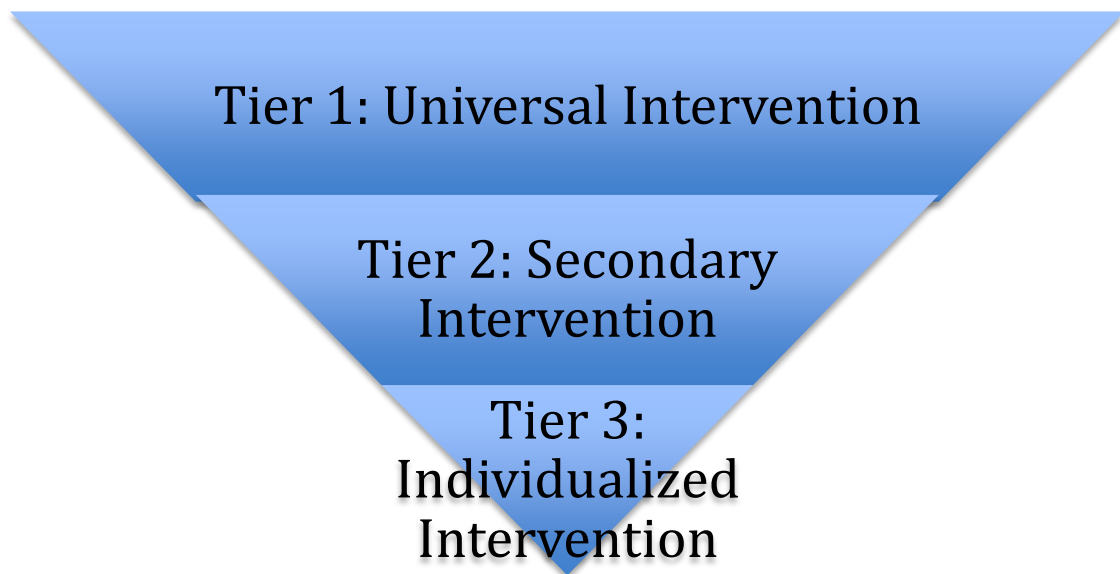 Tier 1: Universal Intervention
Tier 2: Secondary
Intervention
Tier 3:
Individualized
Intervention